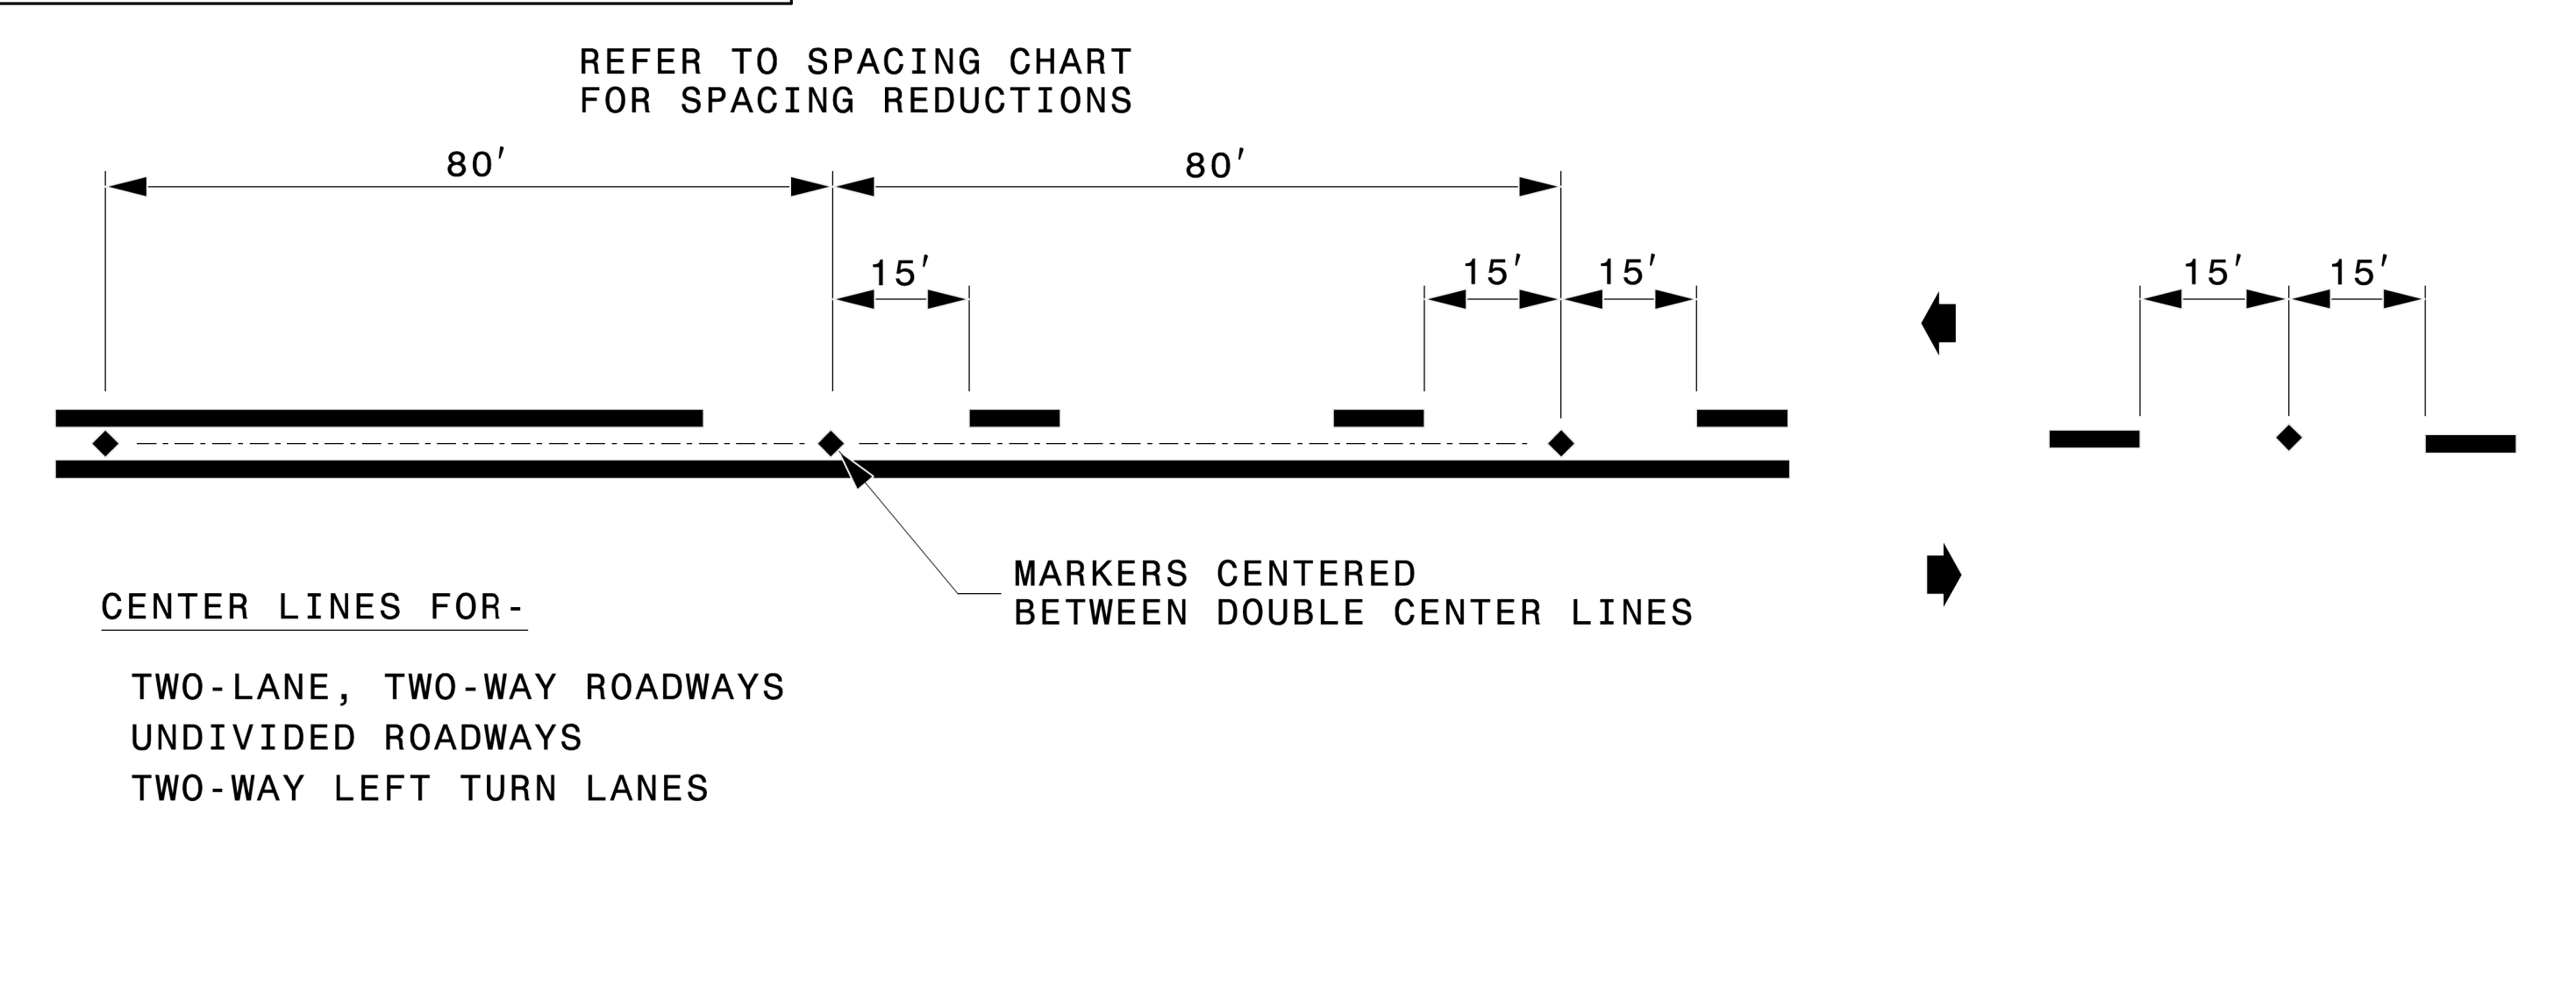 REFER TO SPACING CHART
FOR SPACING REDUCTIONS
80' 80'
15' 15' 15' 15' 15'
MARKERS CENTERED
BETWEEN DOUBLE CENTER LINES
CENTER LINES FOR-
TWO-LANE, TWO-WAY ROADWAYS
UNDIVIDED ROADWAYS
TWO-WAY LEFT TURN LANES